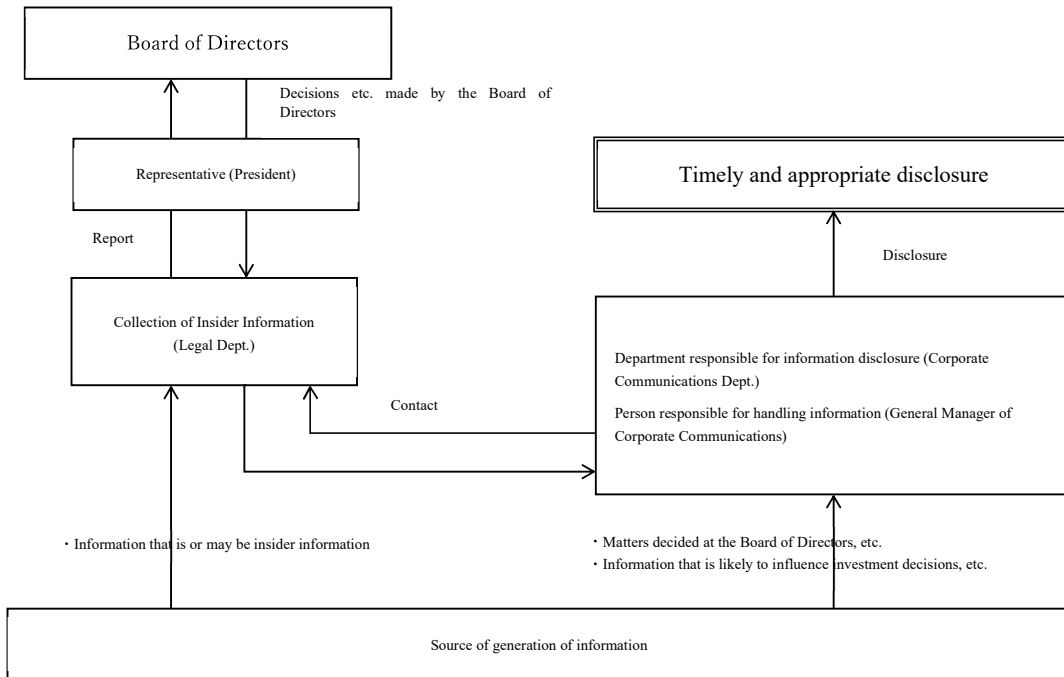 Board of Directors
Decisions etc. made by the Board of
Directors
Representative (President)
Timely and appropriate disclosure
Report
Disclosure
Collection of Insider Information
(Legal Dept.)
Department responsible for information disclosure (Corporate
Communications Dept.)
Contact
Person responsible for handling information (General Manager of
Corporate Communications)
・Information that is or may be insider information
・Matters decided at the Board of Directors, etc.
・Information that is likely to influence investment decisions, etc.
Source of generation of information